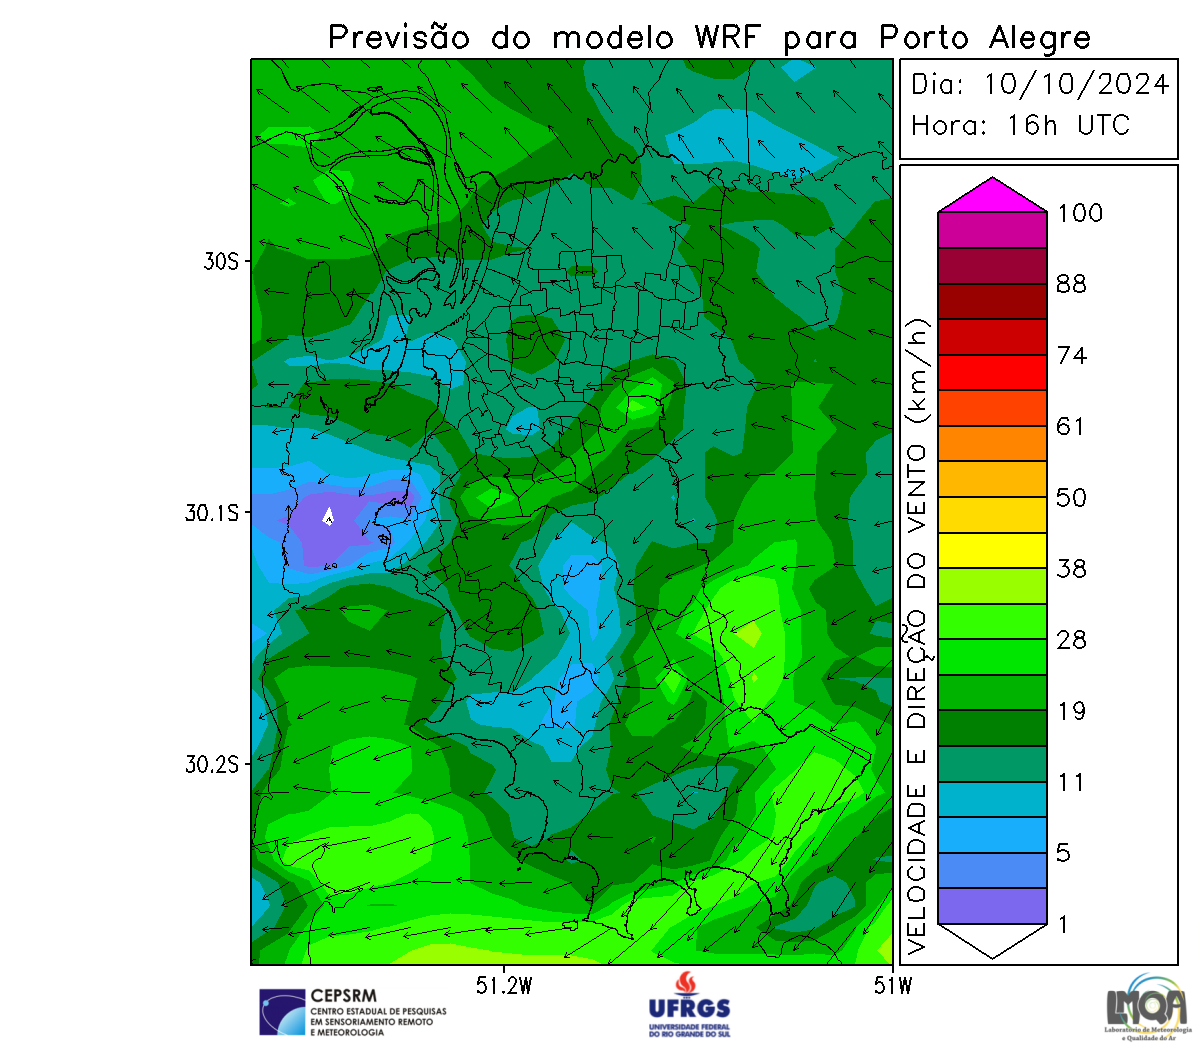 Previsão do modelo WRF para Porto Alegre
Dia: 10/10/2024
Hora: 16h UTC
30S
30.1S
30.2S
51.2W
51W
VELOCIDADE E DIREÇÃO DO VENTO (km/h)
100
88
74
61
50
38
28
19
11
5
1
CEPSRM
CENTRO ESTADUAL DE PESQUISAS
EM SENSORIAMENTO REMOTO
E METEOROLOGIA
UFRGS
UNIVERSIDADE FEDERAL
DO RIO GRANDE DO SUL
LMQA
Laboratório de Meteorologia
e Qualidade do Ar